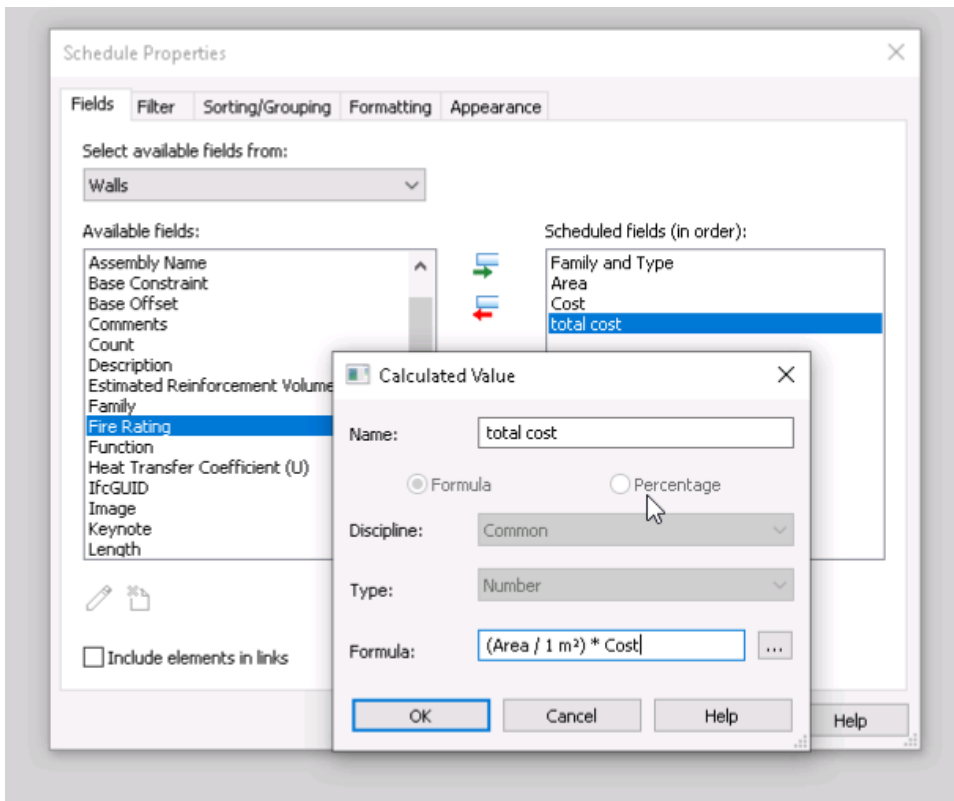 Schedule Properties
Fields Filter Sorting/Grouping Formatting Appearance
Select available fields from:
Walls
Available fields:
Assembly Name
Base Constraint
Base Offset
Comments
Count
Description
Estimated Reinforcement Volume
Family
Fire Rating
Function
Heat Transfer Coefficient (U)
IfcGUID
Image
Keynote
Length
Scheduled fields (in order):
Family and Type
Area
Cost
total cost
Include elements in links
Calculated Value
Name: total cost
Formula Percentage
Discipline: Common
Type: Number
Formula: (Area / 1 m²) * Cost ...
OK Cancel Help
Help